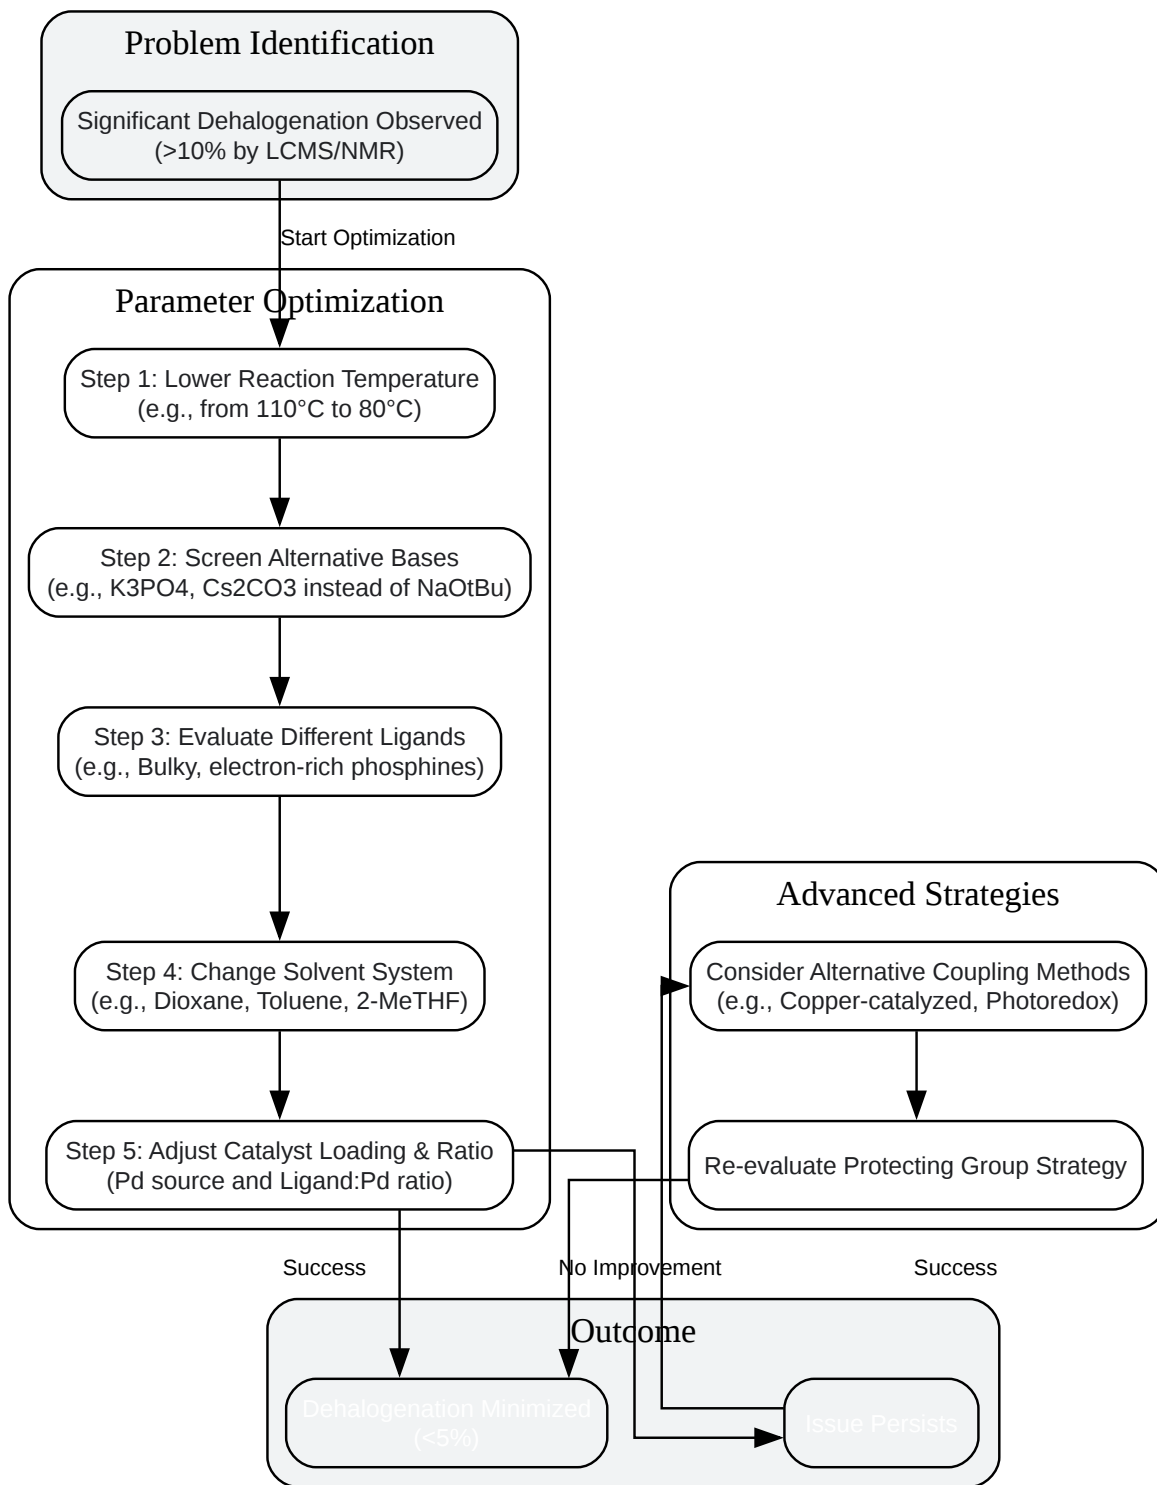 Problem Identification
Significant Dehalogenation Observed
(>10% by LCMS/NMR)
Start Optimization
Parameter Optimization
Step 1: Lower Reaction Temperature
(e.g., from 110°C to 80°C)
Step 2: Screen Alternative Bases
(e.g., K3PO4, Cs2CO3 instead of NaOtBu)
Step 3: Evaluate Different Ligands
(e.g., Bulky, electron-rich phosphines)
Step 4: Change Solvent System
(e.g., Dioxane, Toluene, 2-MeTHF)
Step 5: Adjust Catalyst Loading & Ratio
(Pd source and Ligand:Pd ratio)
Advanced Strategies
Consider Alternative Coupling Methods
(e.g., Copper-catalyzed, Photoredox)
Re-evaluate Protecting Group Strategy
Success
No Improvement
Success
Outcome
Dehalogenation Minimized
(<5%)
Issue Persists